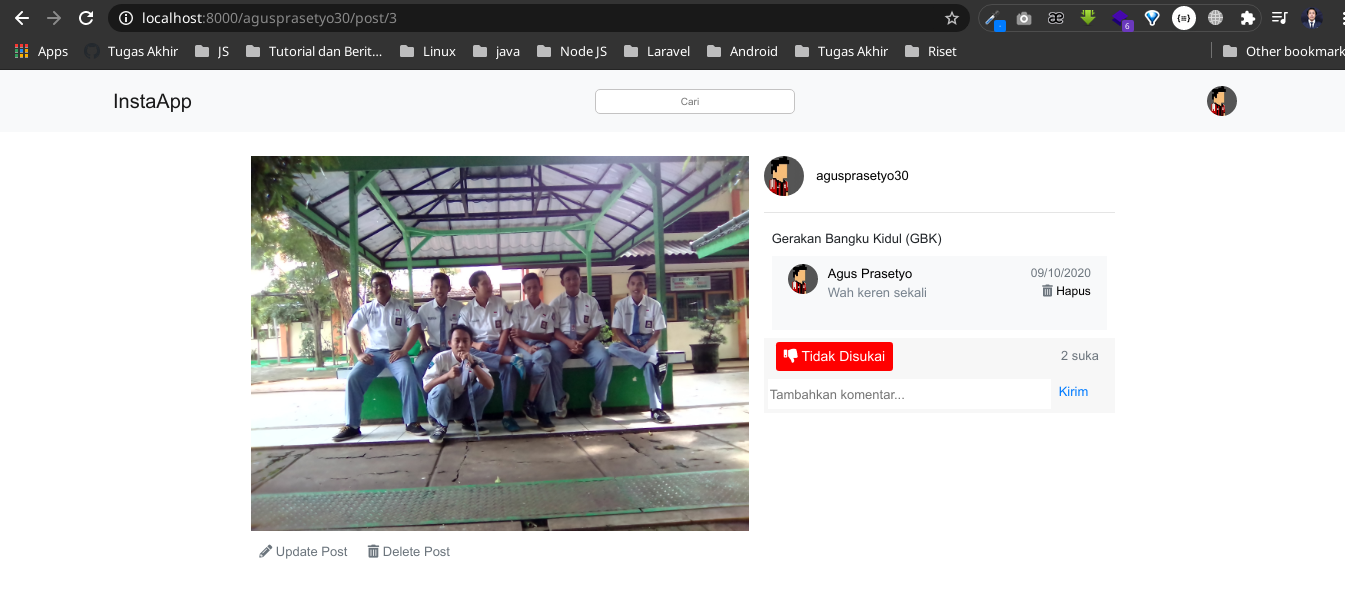 localhost:8000/agusprasetyo30/post/3
6
Apps
Tugas Akhir
JS
Tutorial dan Berit...
Linux
java
Node JS
Laravel
Android
Tugas Akhir
Riset
Other bookmark
InstaApp
Cari
agusprasetyo30
Gerakan Bangku Kidul (GBK)
Agus Prasetyo
09/10/2020
Wah keren sekali
Hapus
Tidak Disukai
2 suka
Tambahkan komentar...
Kirim
Update Post
Delete Post